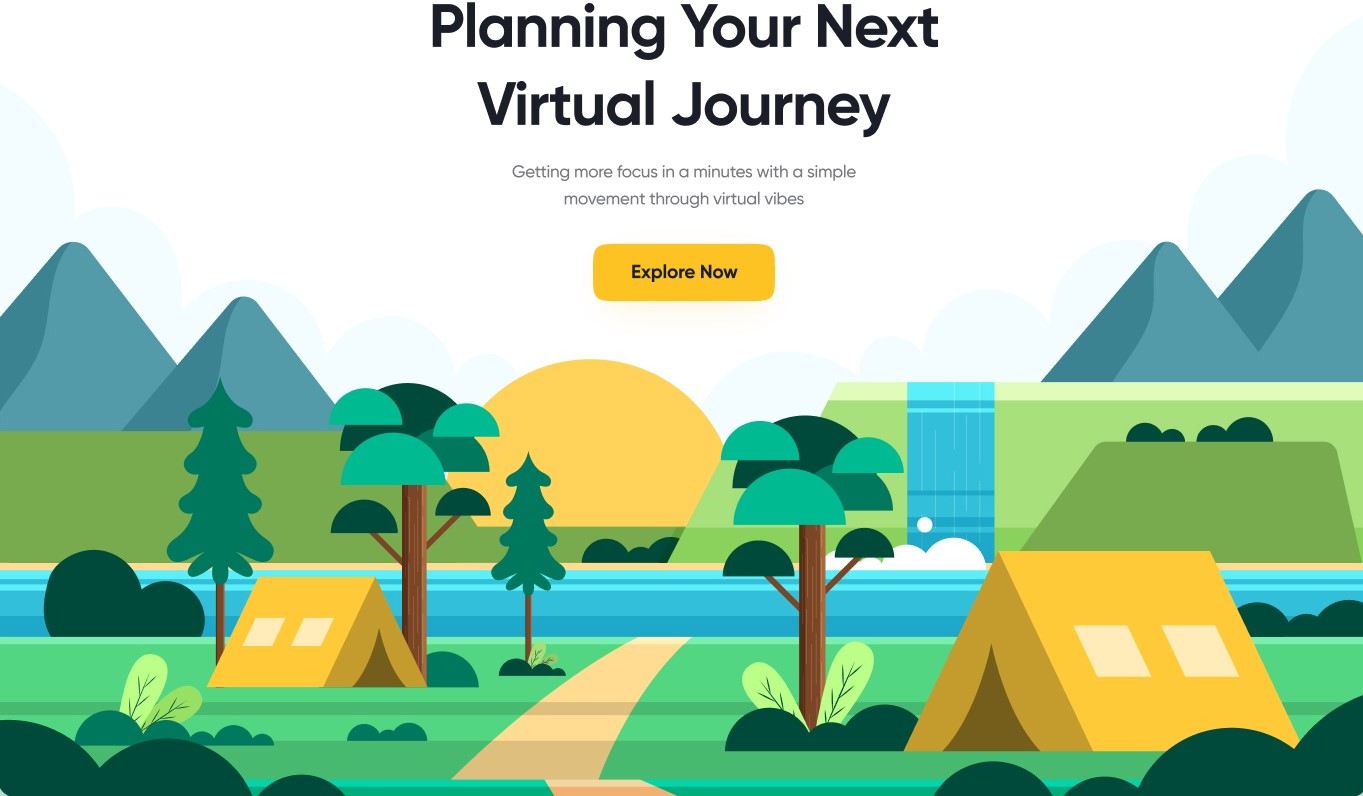 Planning Your Next
Virtual Journey
Getting more focus in a minutes with a simple
movement through virtual vibes
Explore Now